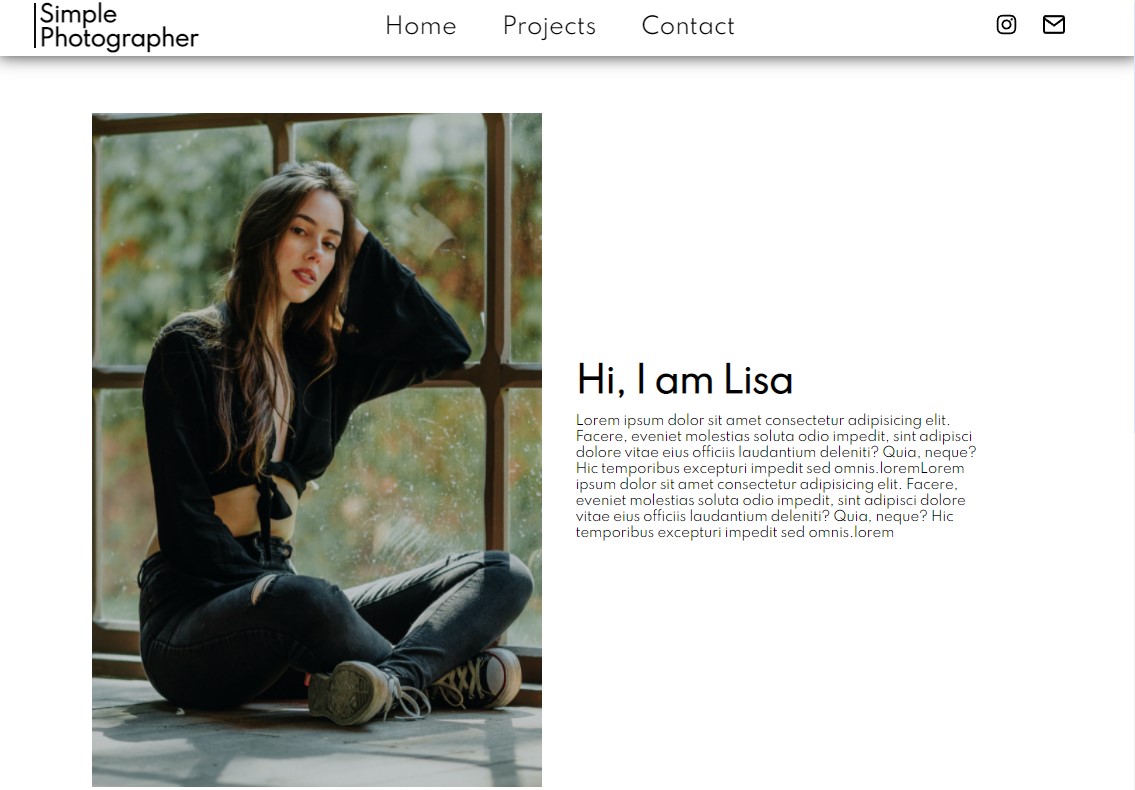 Simple
Photographer
Home Projects Contact
Hi, I am Lisa
Lorem ipsum dolor sit amet consectetur adipisicing elit.
Facere, eveniet molestias soluta odio impedit, sint adipisci
dolore vitae eius officiis laudantium deleniti? Quia, neque?
Hic temporibus excepturi impedit sed omnis.loremLorem
ipsum dolor sit amet consectetur adipisicing elit. Facere,
eveniet molestias soluta odio impedit, sint adipisci dolore
vitae eius officiis laudantium deleniti? Quia, neque? Hic
temporibus excepturi impedit sed omnis.lorem